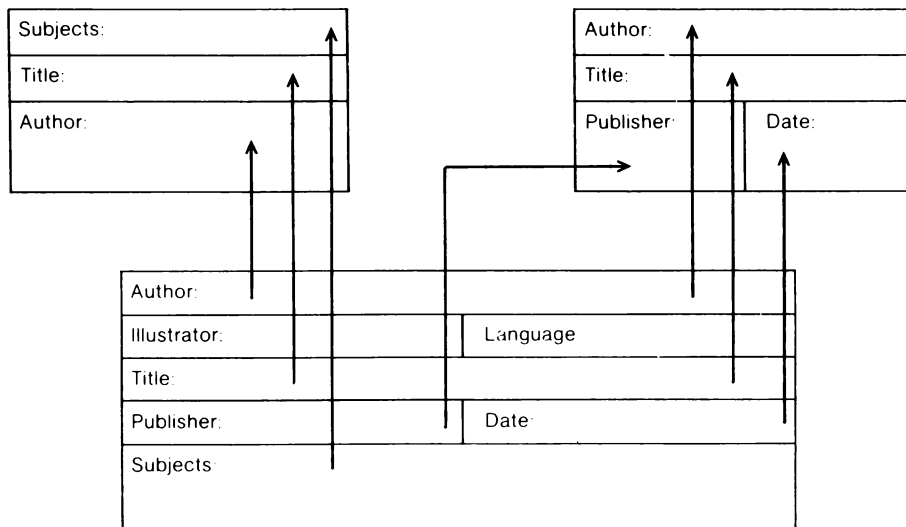 Subjects:
Title:
Author:
Author:
Title:
Publisher:
Date:
Author:
Illustrator:
Language
Title:
Publisher:
Date:
Subjects